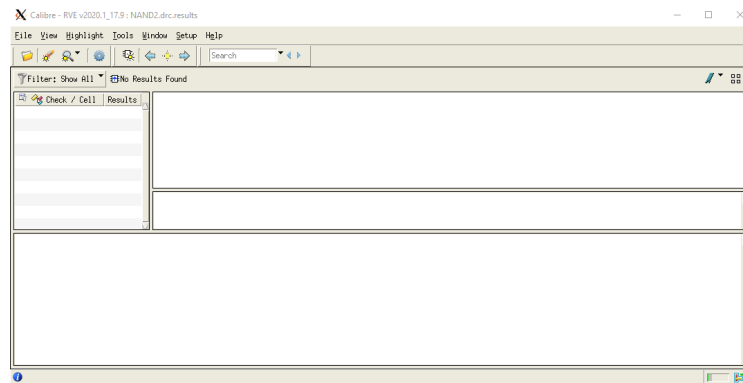 Calibre - RVE v2020.1_17.9 : NAND2.drc.results
File View Highlight Tools Window Setup Help
Search
Filter: Show All No Results Found
Check / Cell Results